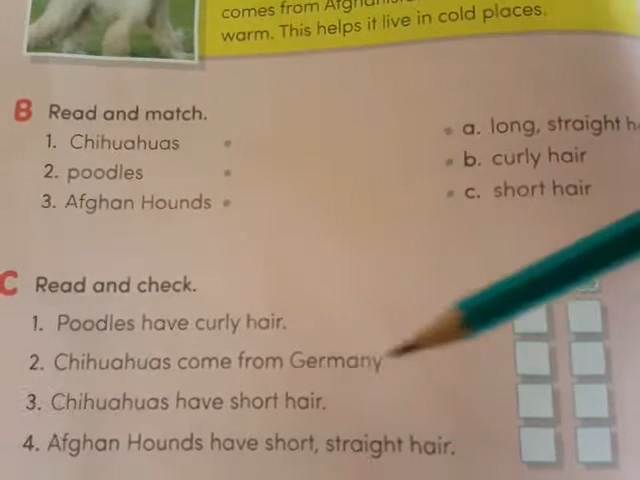 comes from
warm. This helps it live in cold places.
B Read and match.
1. Chihuahuas
2. poodles
3. Afghan Hounds
a. long, straight
b. curly hair
c. short hair
C Read and check.
1. Poodles have curly hair.
2. Chihuahuas come from Germany
3. Chihuahuas have short hair.
4. Afghan Hounds have short, straight hair.